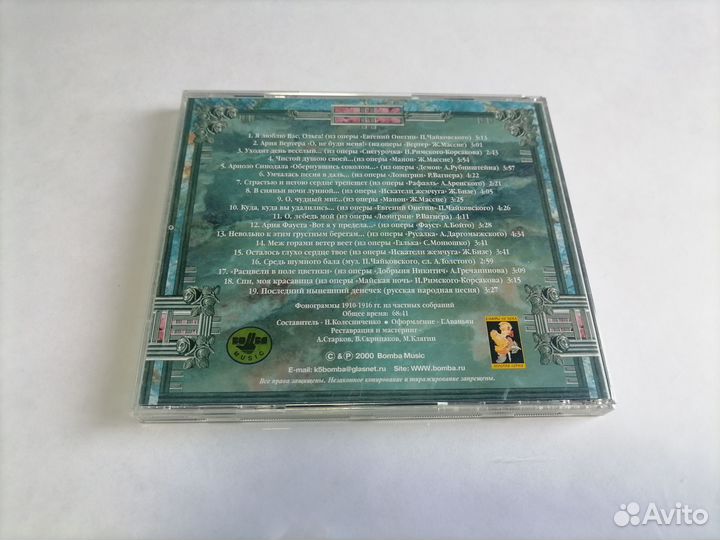 1. Я люблю Вас, Ольга! (из оперы «Евгений Онегин» П.Чайковского) 3:13
2. Ария Вертера «О, не буди меня!» (из оперы «Вертер» Ж.Массне) 3:01
3. Уходит день веселый... (из оперы «Снегурочка» Н.Римского-Корсакова) 2:43
4. Чистой душою своей... (из оперы «Манон» Ж.Массне) 3:54
5. Ариозо Синодала «Обернувшись соколом...» (из оперы «Демон» А.Рубинштейна) 3:57
6. Умчалась песня в даль... (из оперы «Лоэнгрин» Р.Вагнера) 4:22
7. Страстью и негою сердце трепещет (из оперы «Рафаэль» А.Аренского) 2:21
8. В сияньи ночи лунной... (из оперы «Искатели жемчуга» Ж.Бизе) 4:05
9. О, чудный миг...(из оперы «Манон» Ж.Массне) 3:25
10. Куда, куда вы удалились... (из оперы «Евгений Онегин» П.Чайковского) 4:26
11. О, лебедь мой (из оперы «Лоэнгрин» Р.Вагнера) 4:11
12. Ария Фауста «Вот я у предела...» (из оперы «Фауст» А.Бойто) 3:28
13. Невольно к этим грустным берегам... (из оперы «Русалка» А.Даргомыжского) 4:34
14. Меж горами ветер веет (из оперы «Галька» С.Монюшко) 3:41
15. Осталось глухо сердце твое (из оперы «Искатели жемчуга» Ж.Бизе) 3:41
16. Средь шумного бала (муз. П.Чайковского, сл. А.Толстого) 2:59
17. «Расцвели в поле цветики» (из оперы «Добрыня Никитич» А.Гречанинова) 3:09
18. Спи, моя красавица (из оперы «Майская ночь» Н.Римского-Корсакова) 3:15
19. Последний нынешний денечек (русская народная песня) 3:27
Фонограммы 1910-1916 гг. из частных собраний
Общее время: 68:41
Составитель - Н.Колесниченко • Оформление - Г.Аваньян
Реставрация и мастеринг -
А.Старков, В.Скрипаков, М.Клягин
BOMBA
MUSIC
© & ℗ 2000 Bomba Music
E-mail: k5bomba@glasnet.ru Site: WWW.bomba.ru
Все права защищены. Незаконное копирование и тиражирование запрещены.
Avito